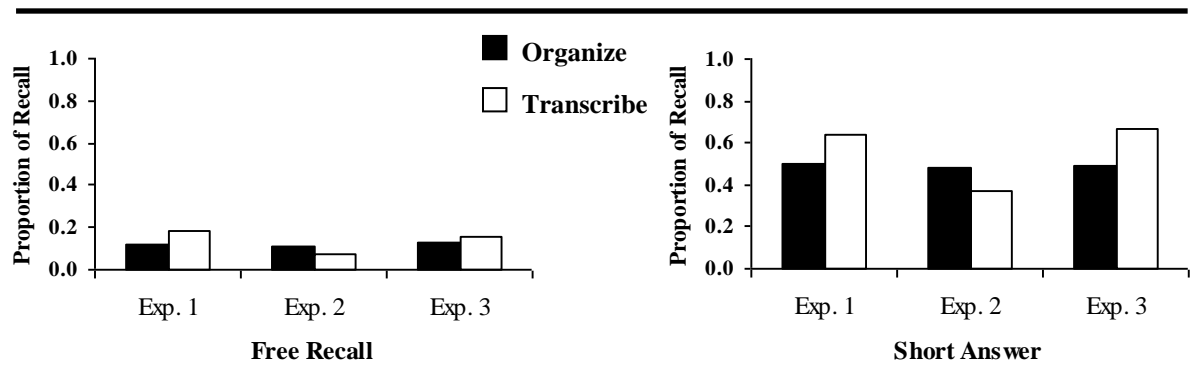 Proportion of Recall
1.0
0.8
0.6
0.4
0.2
0.0
Exp. 1 Exp. 2 Exp. 3
Free Recall
Organize
Transcribe
Proportion of Recall
1.0
0.8
0.6
0.4
0.2
0.0
Exp. 1 Exp. 2 Exp. 3
Short Answer